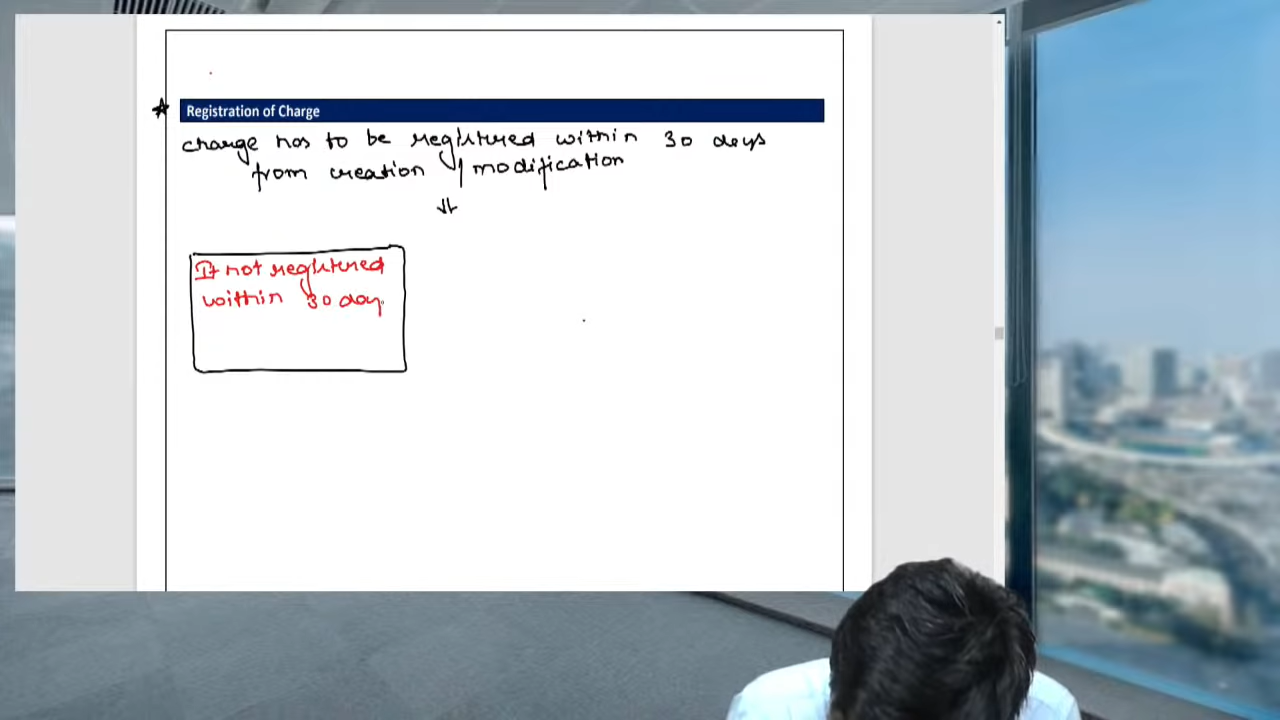 Registration of Charge
charge has to be registered within 30 days
from creation / modification
If not registered
within 30 day